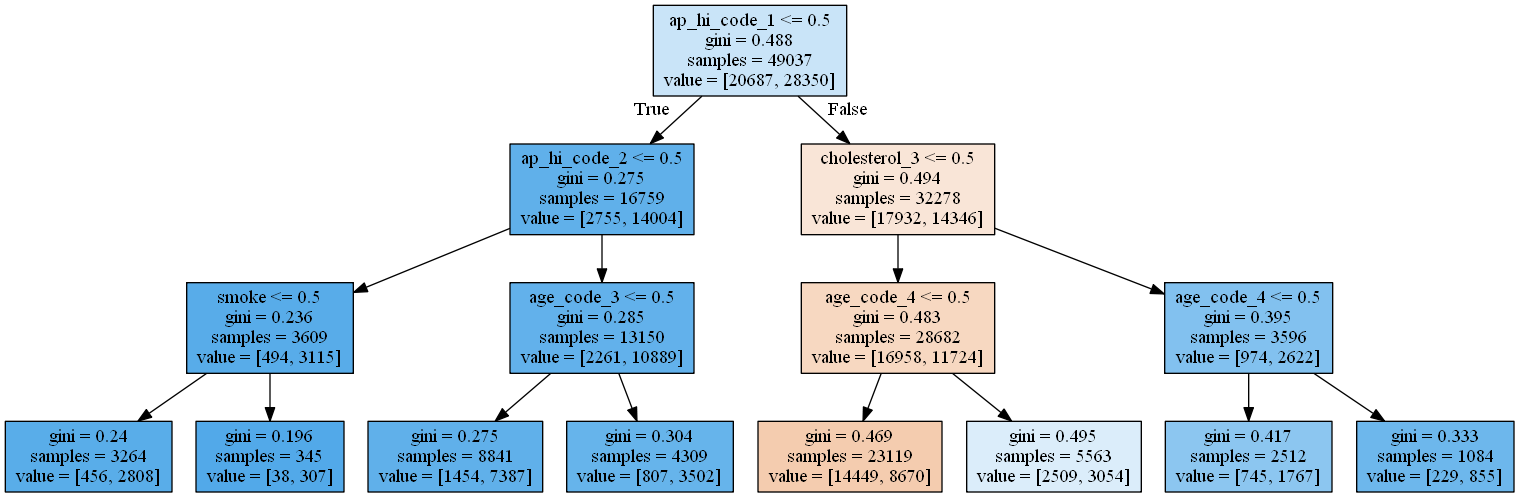 ap_hi_code_1 <= 0.5
gini = 0.488
samples = 49037
value = [20687, 28350]
True
False
ap_hi_code_2 <= 0.5
gini = 0.275
samples = 16759
value = [2755, 14004]
cholesterol_3 <= 0.5
gini = 0.494
samples = 32278
value = [17932, 14346]
smoke <= 0.5
gini = 0.236
samples = 3609
value = [494, 3115]
age_code_3 <= 0.5
gini = 0.285
samples = 13150
value = [2261, 10889]
age_code_4 <= 0.5
gini = 0.483
samples = 28682
value = [16958, 11724]
age_code_4 <= 0.5
gini = 0.395
samples = 3596
value = [974, 2622]
gini = 0.24
samples = 3264
value = [456, 2808]
gini = 0.196
samples = 345
value = [38, 307]
gini = 0.275
samples = 8841
value = [1454, 7387]
gini = 0.304
samples = 4309
value = [807, 3502]
gini = 0.469
samples = 23119
value = [14449, 8670]
gini = 0.495
samples = 5563
value = [2509, 3054]
gini = 0.417
samples = 2512
value = [745, 1767]
gini = 0.333
samples = 1084
value = [229, 855]